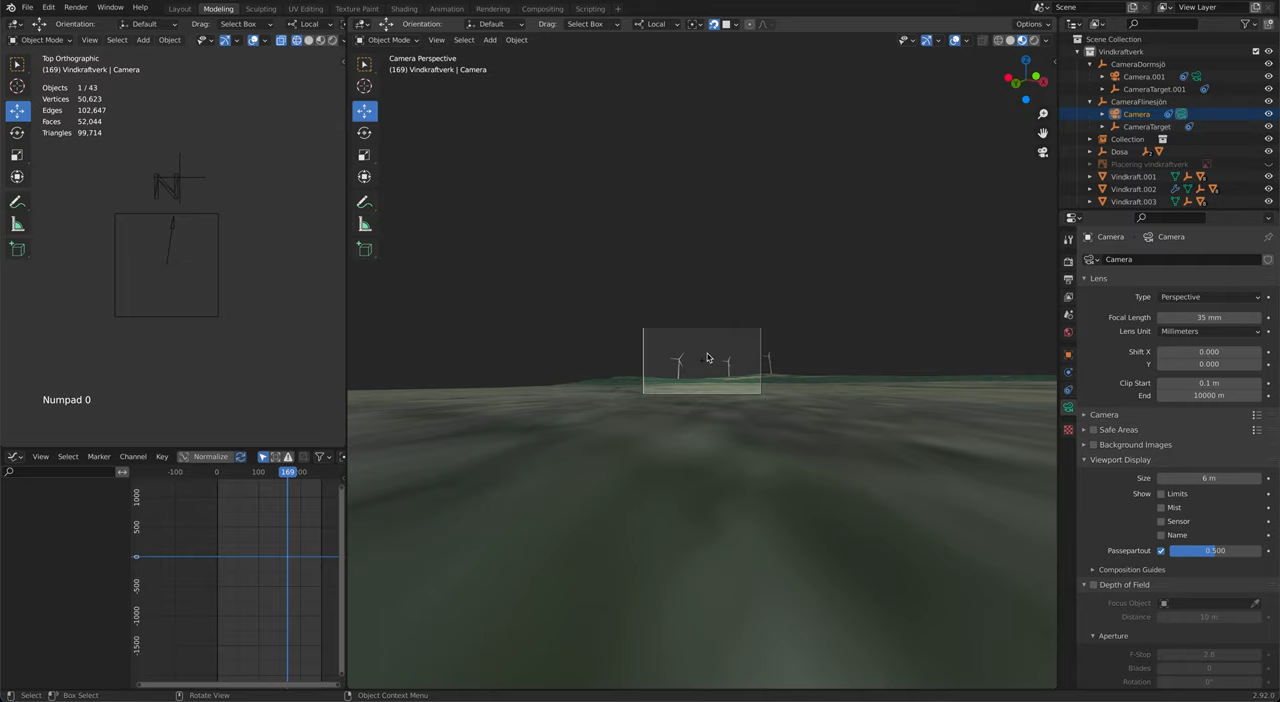 File Edit Render Window Help Layout Modeling Sculpting UV Editing Texture Paint Shading Animation Rendering Compositing Scripting + Scene View Layer
Orientation: Default Drag: Select Box Local
Orientation: Default Drag: Select Box Local Options
Object Mode View Select Add Object Local
Object Mode View Select Add Object
Top Orthographic
(169) Vindkraftverk | Camera
Objects 1 / 43
Vertices 50,623
Edges 102,647
Faces 52,044
Triangles 99,714
N
Numpad 0
Camera Perspective
(169) Vindkraftverk | Camera
Z
X
Y
View Select Marker Channel Key Normalize
-100 0 100 169 200
1000
500
0
-500
-1000
-1500
Scene Collection
Vindkraftverk
CameraDormsjö
Camera.001
CameraTarget.001
CameraFlinesjön
Camera
CameraTarget
Collection
Dosa
Placering vindkraftverk
Vindkraft.001
Vindkraft.002
Vindkraft.003
Camera Camera
Camera
Lens
Type Perspective
Focal Length 35 mm
Lens Unit Millimeters
Shift X 0.000
Y 0.000
Clip Start 0.1 m
End 10000 m
Camera
Safe Areas
Background Images
Viewport Display
Size 6 m
Show Limits
Mist
Sensor
Name
Passepartout 0.500
Composition Guides
Depth of Field
Focus Object
Distance 10 m
Aperture
F-Stop 2.8
Blades 0
Rotation 0°
Select Box Select Rotate View Object Context Menu 2.92.0